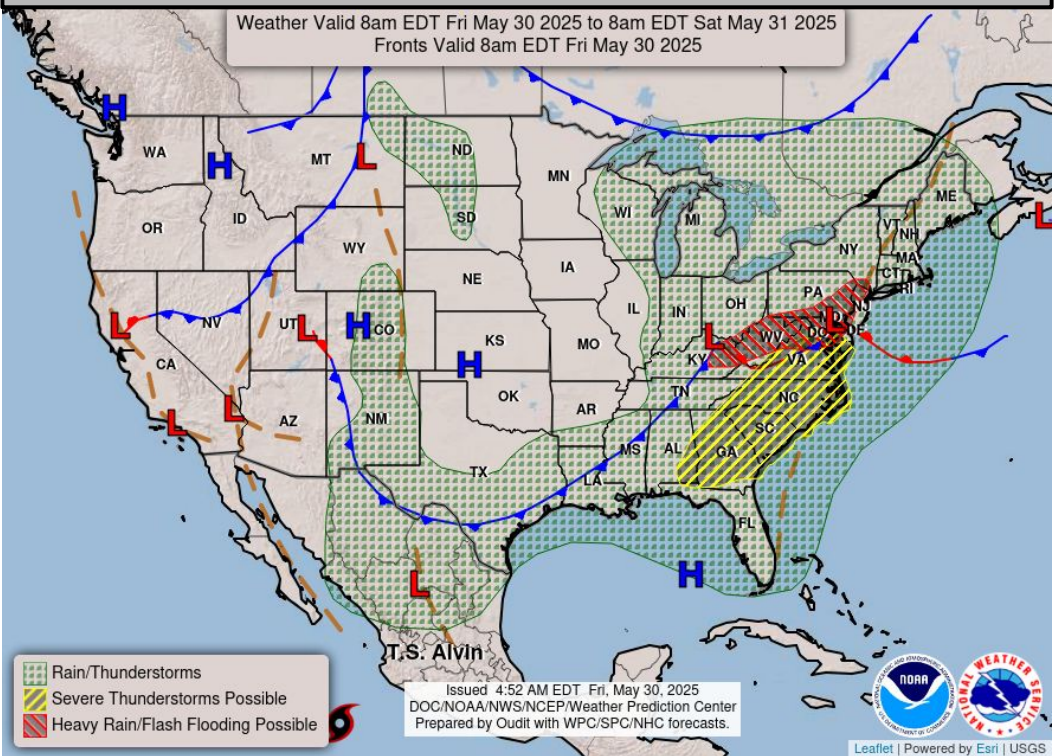 Weather Valid 8am EDT Fri May 30 2025 to 8am EDT Sat May 31 2025
Fronts Valid 8am EDT Fri May 30 2025
H
WA
H
MT
L
ND
MN
OR
ID
SD
WI
MI
ME
VT
NH
L
WY
NY
MA
CT
RI
NE
IA
PA
NJ
L
NV
UT
L
H
CO
IL
IN
OH
MD
L
DE
DC
L
WV
KS
MO
KY
VA
CA
H
OK
TN
NC
L
L
AZ
NM
AR
SC
TX
MS
AL
GA
LA
FL
L
H
T.S. Alvin
Rain/Thunderstorms
Severe Thunderstorms Possible
Heavy Rain/Flash Flooding Possible
Issued 4:52 AM EDT Fri, May 30, 2025
DOC/NOAA/NWS/NCEP/Weather Prediction Center
Prepared by Oudit with WPC/SPC/NHC forecasts.
NOAA
NATIONAL WEATHER SERVICE
Leaflet | Powered by Esri | USGS